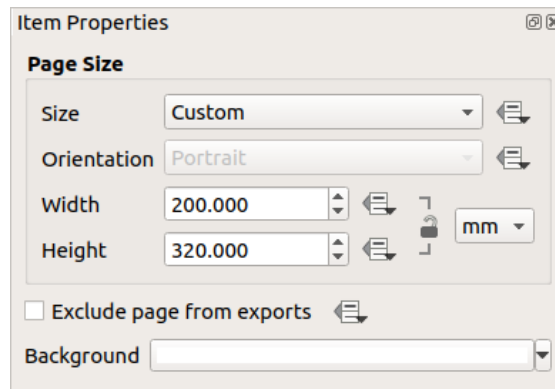 Item Properties
Page Size
Size Custom
Orientation Portrait
Width 200.000
mm
Height 320.000
Exclude page from exports
Background